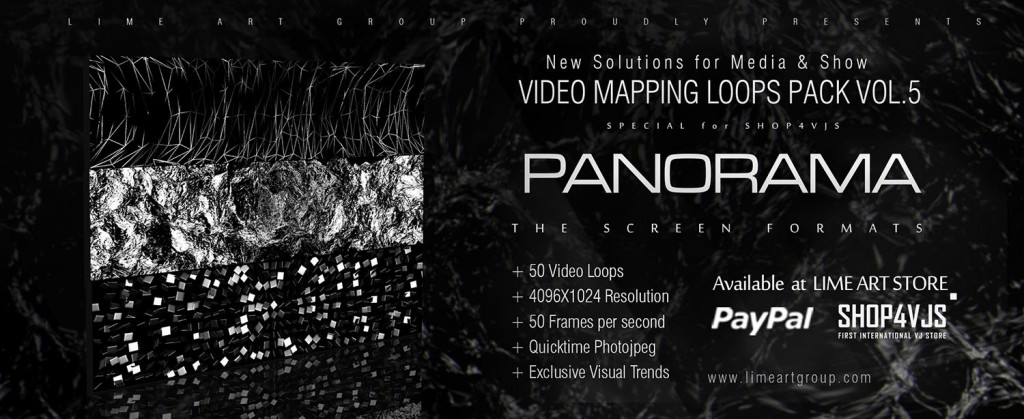 LIME ART GROUP PROUDLY PRESENTS
New Solutions for Media & Show
VIDEO MAPPING LOOPS PACK VOL.5
SPECIAL for SHOP4VJS
PANORAMA
THE SCREEN FORMATS
+ 50 Video Loops
+ 4096X1024 Resolution
+ 50 Frames per second
+ Quicktime Photojpeg
+ Exclusive Visual Trends
Available at LIME ART STORE
PayPal
SHOP4VJS
FIRST INTERNATIONAL VJ STORE
www.limeartgroup.com